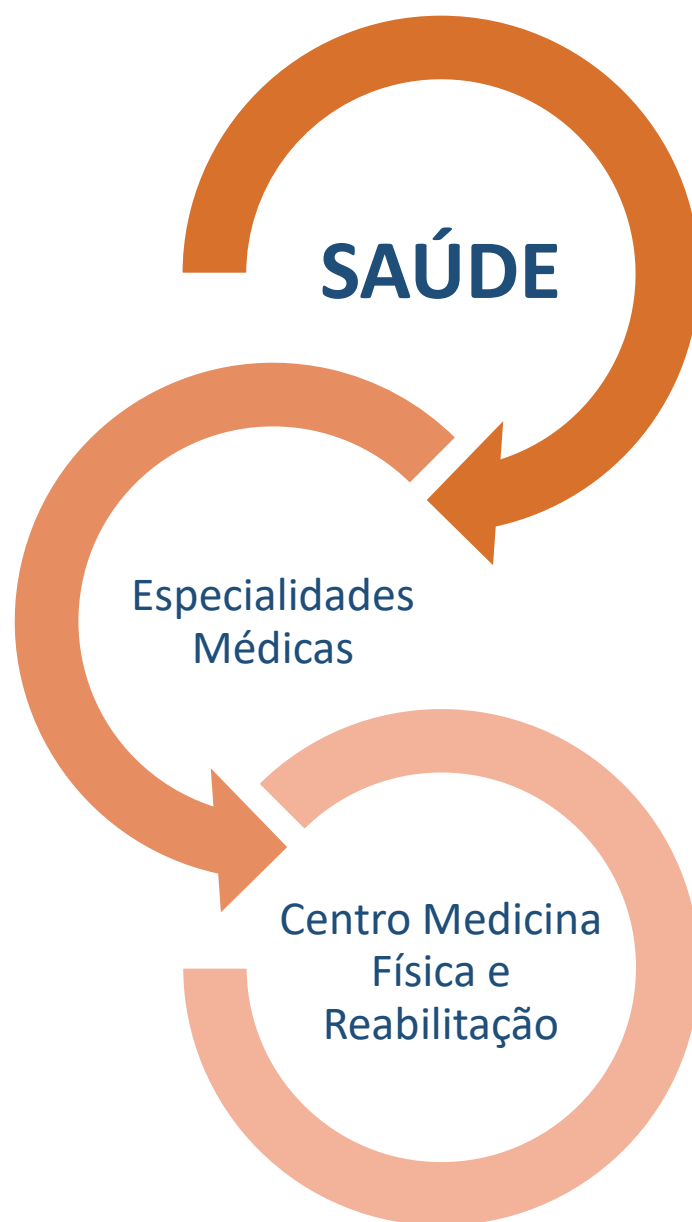 SAÚDE
Especialidades
Médicas
Centro Medicina
Física e
Reabilitação